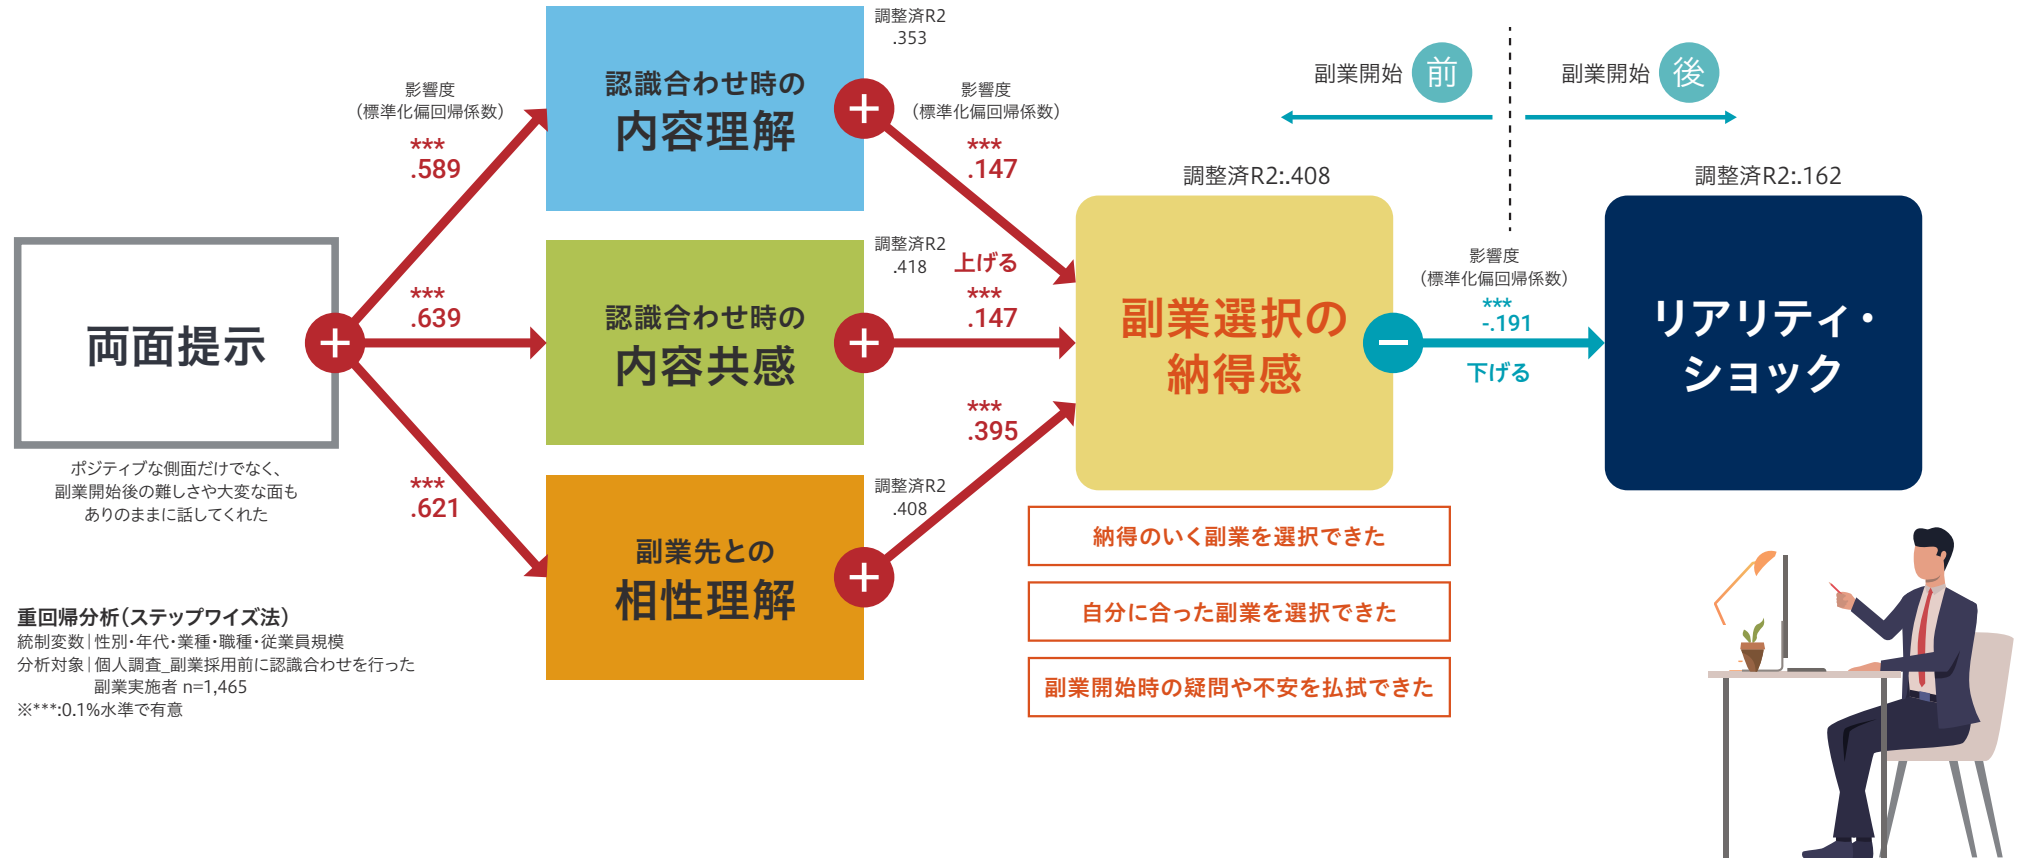 両面提示
ポジティブな側面だけでなく、
副業開始後の難しさや大変な面も
ありのままに話してくれた
影響度
（標準化偏回帰係数）
***
.589
***
.639
***
.621
認識合わせ時の
内容理解
調整済R2
.353
認識合わせ時の
内容共感
調整済R2
.418
副業先との
相性理解
調整済R2
.408
影響度
（標準化偏回帰係数）
***
.147
上げる
***
.147
***
.395
副業開始 前
副業開始 後
調整済R2:.408
副業選択の
納得感
納得のいく副業を選択できた
自分に合った副業を選択できた
副業開始時の疑問や不安を払拭できた
影響度
（標準化偏回帰係数）
***
-.191
下げる
調整済R2:.162
リアリティ・
ショック
重回帰分析（ステップワイズ法）
統制変数｜性別・年代・業種・職種・従業員規模
分析対象｜個人調査_副業採用前に認識合わせを行った
副業実施者 n=1,465
※***:0.1%水準で有意